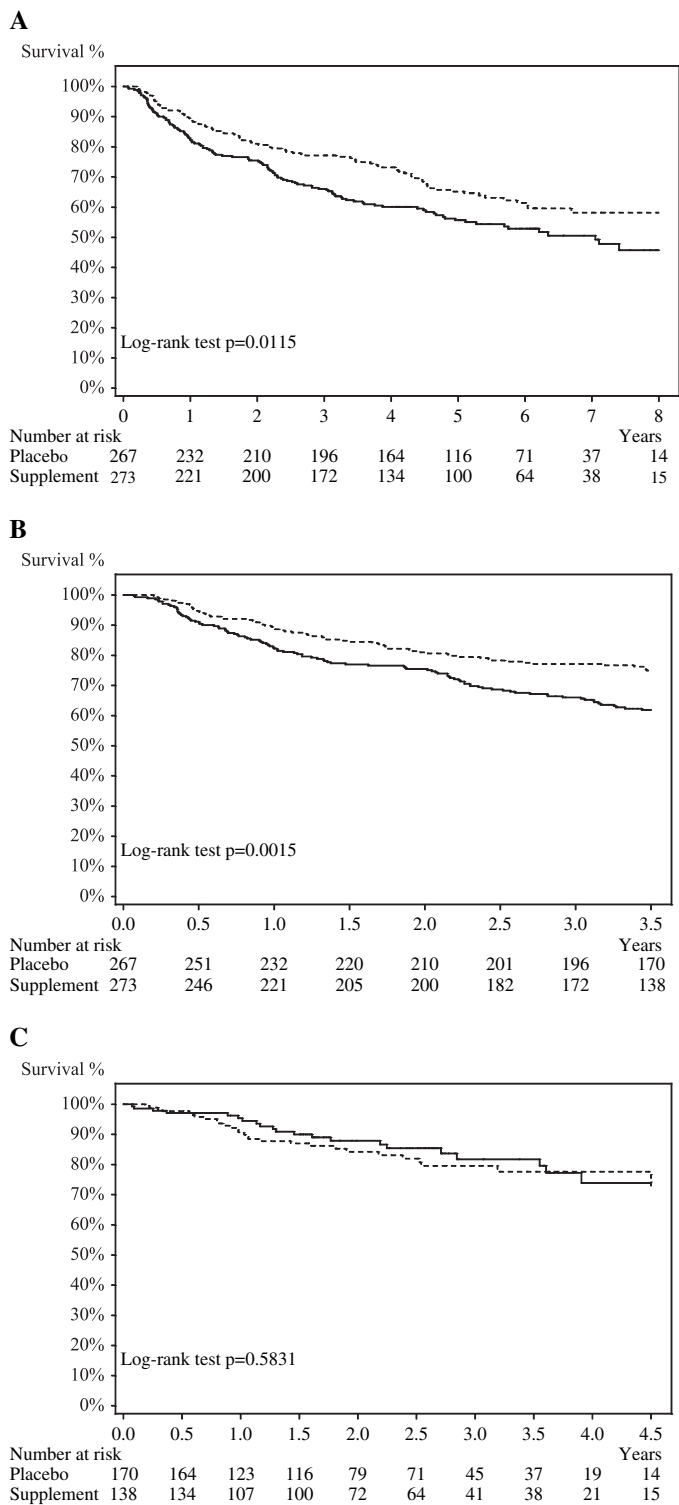 A
Survival %
100%
90%
80%
70%
60%
50%
40%
30%
20%
Log-rank test p=0.0115
10%
0%
0 1 2 3 4 5 6 7 8
Number at risk Years
Placebo 267 232 210 196 164 116 71 37 14
Supplement 273 221 200 172 134 100 64 38 15
B
Survival %
100%
90%
80%
70%
60%
50%
40%
30%
20%
Log-rank test p=0.0015
10%
0%
0.0 0.5 1.0 1.5 2.0 2.5 3.0 3.5
Number at risk Years
Placebo 267 251 232 220 210 201 196 170
Supplement 273 246 221 205 200 182 172 138
C
Survival %
100%
90%
80%
70%
60%
50%
40%
30%
20%
Log-rank test p=0.5831
10%
0%
0.0 0.5 1.0 1.5 2.0 2.5 3.0 3.5 4.0 4.5
Number at risk Years
Placebo 170 164 123 116 79 71 45 37 19 14
Supplement 138 134 107 100 72 64 41 38 21 15